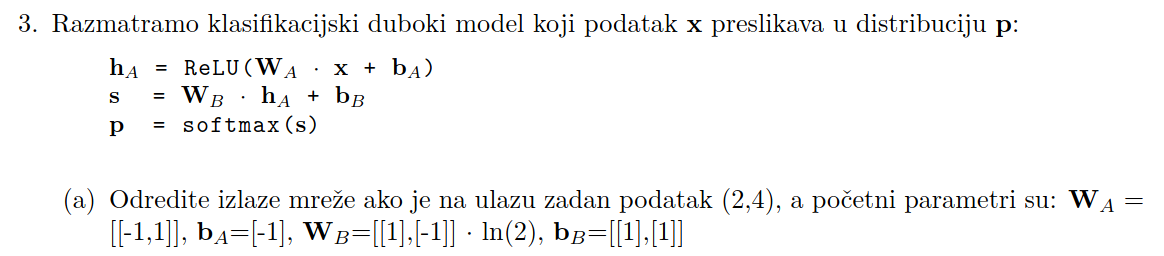 3. Razmatramo klasifikacijski duboki model koji podatak x preslikava u distribuciju p:
h_A = ReLU(W_A · x + b_A)
s = W_B · h_A + b_B
p = softmax(s)
(a) Odredite izlaze mreže ako je na ulazu zadan podatak (2,4), a početni parametri su: W_A =
[[-1,1]], b_A=[-1], W_B=[[1],[-1]] · ln(2), b_B=[[1],[1]]